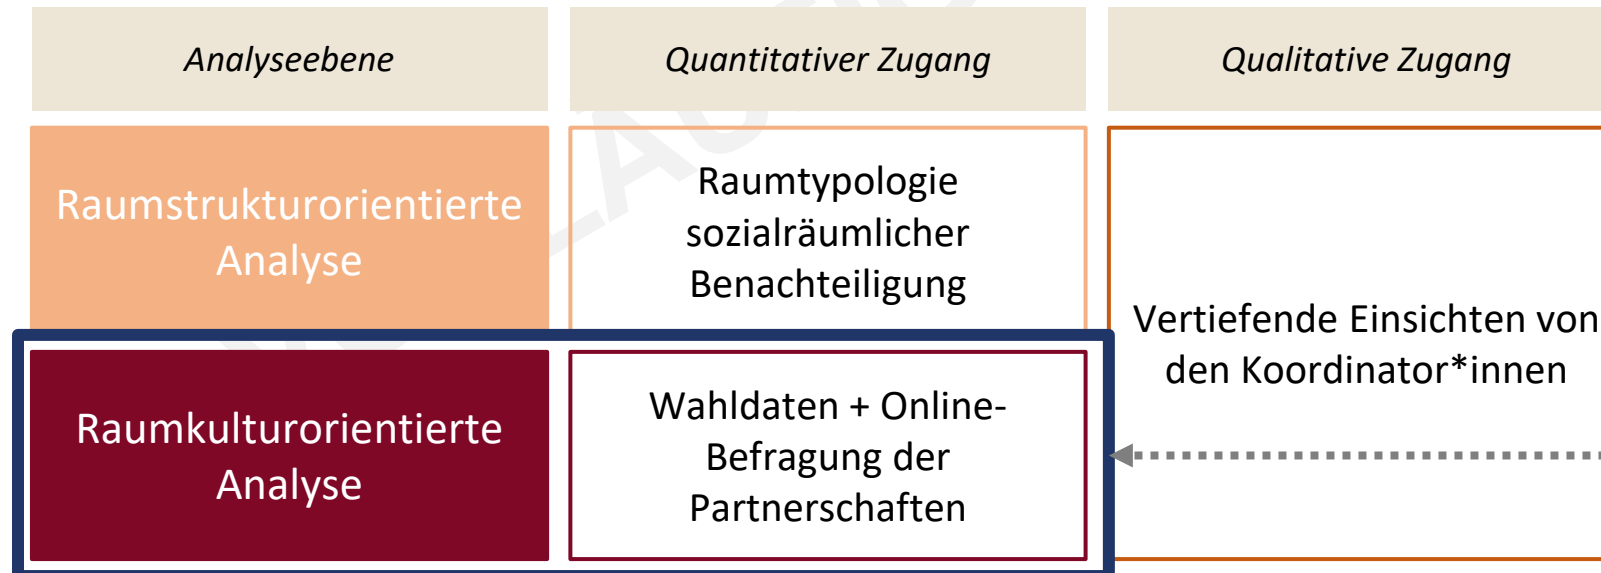 Analyseebene
Quantitativer Zugang
Qualitative Zugang
Raumstrukturorientierte
Analyse
Raumtypologie
sozialräumlicher
Benachteiligung
Vertiefende Einsichten von
den Koordinator*innen
Raumkulturorientierte
Analyse
Wahldaten + Online-
Befragung der
Partnerschaften